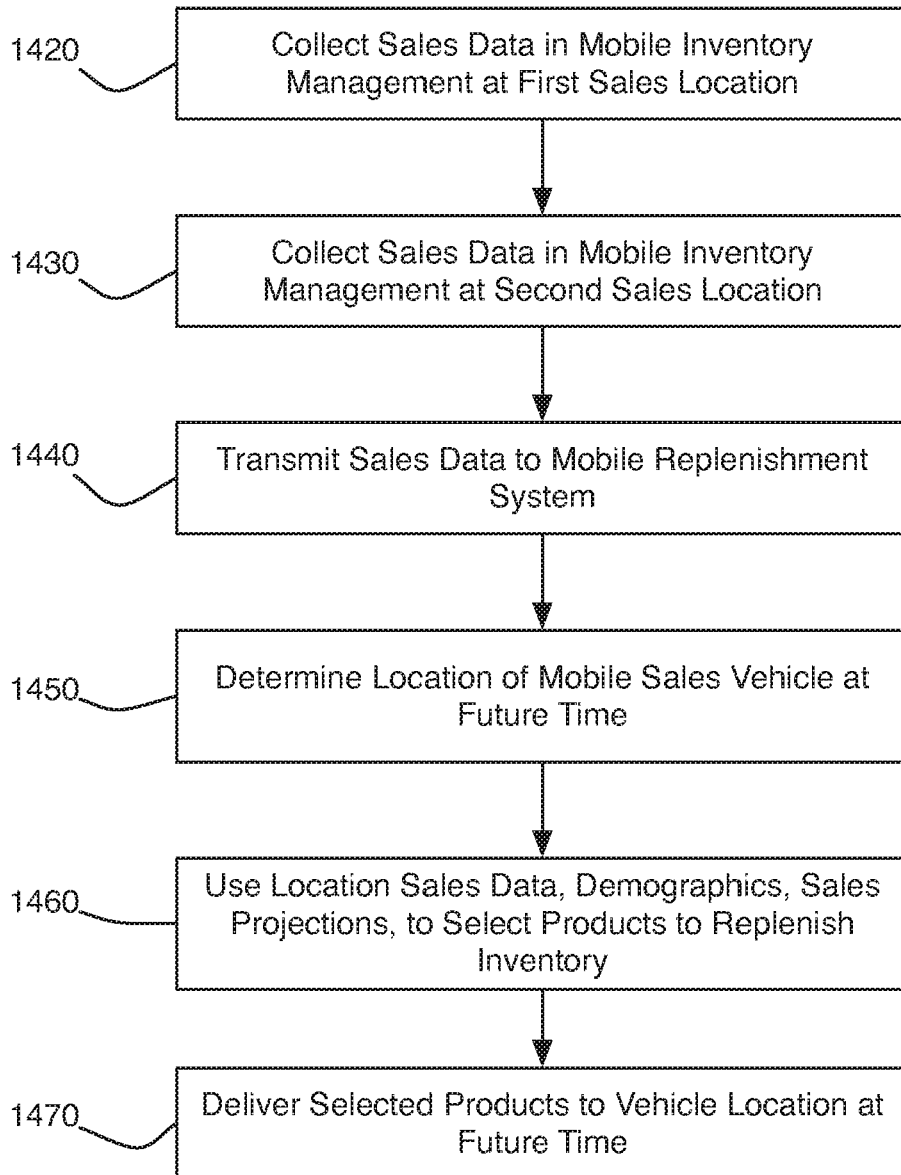 1420
Collect Sales Data in Mobile Inventory
Management at First Sales Location
1430
Collect Sales Data in Mobile Inventory
Management at Second Sales Location
1440
Transmit Sales Data to Mobile Replenishment
System
1450
Determine Location of Mobile Sales Vehicle at
Future Time
1460
Use Location Sales Data, Demographics, Sales
Projections, to Select Products to Replenish
Inventory
1470
Deliver Selected Products to Vehicle Location at
Future Time